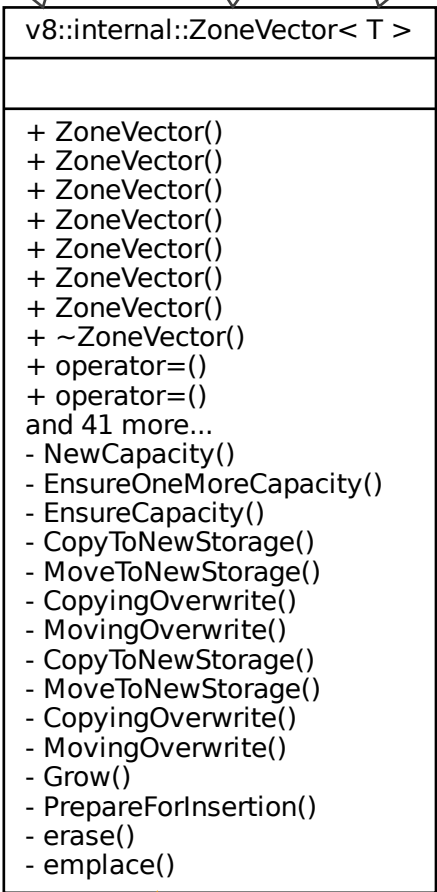 v8::internal::ZoneVector< T >
+ ZoneVector()
+ ZoneVector()
+ ZoneVector()
+ ZoneVector()
+ ZoneVector()
+ ZoneVector()
+ ZoneVector()
+ ~ZoneVector()
+ operator=()
+ operator=()
and 41 more...
- NewCapacity()
- EnsureOneMoreCapacity()
- EnsureCapacity()
- CopyToNewStorage()
- MoveToNewStorage()
- CopyingOverwrite()
- MovingOverwrite()
- CopyToNewStorage()
- MoveToNewStorage()
- CopyingOverwrite()
- MovingOverwrite()
- Grow()
- PrepareForInsertion()
- erase()
- emplace()